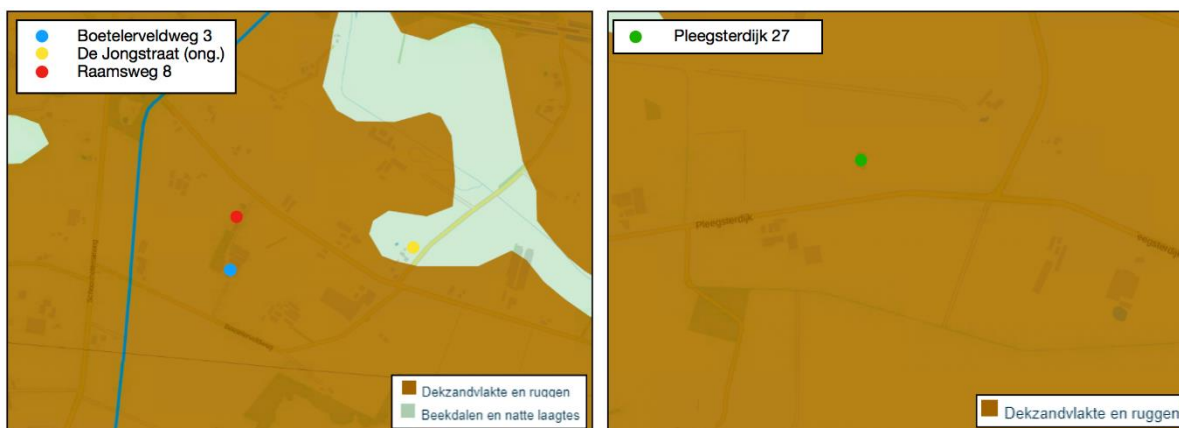 Boetelerveldweg 3
De Jongstraat (ong.)
Raamsweg 8
Dekzandvlakte en ruggen
Beekdalen en natte laagtes
Pleegsterdijk 27
Pleegsterdijk
Dekzandvlakte en ruggen